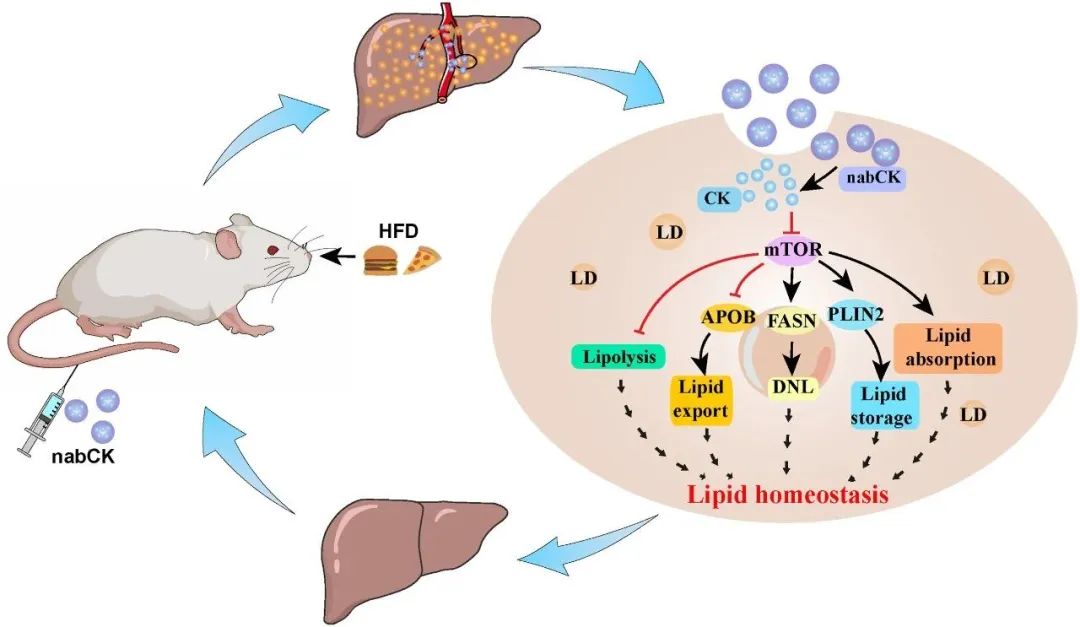 HFD
nabCK
nabCK
CK
LD
mTOR
LD
LD
APOB
FASN
PLIN2
Lipolysis
Lipid
absorption
Lipid
export
DNL
Lipid
storage
LD
Lipid homeostasis